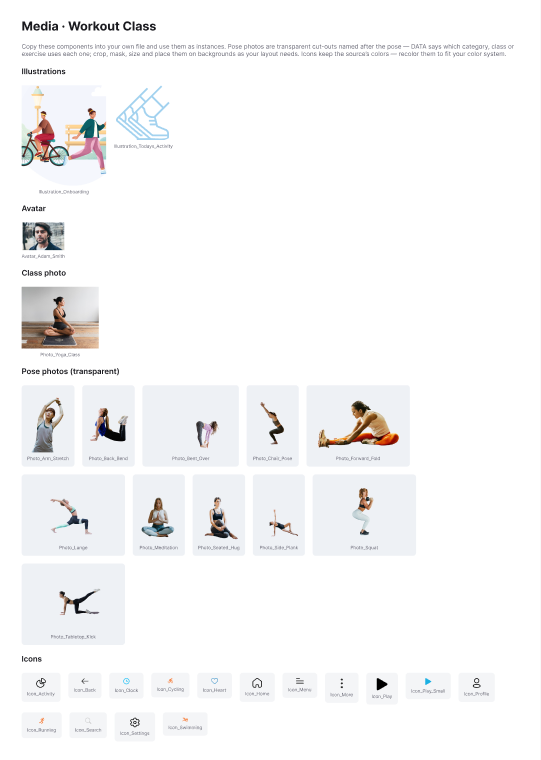 Media · Workout Class
Copy these components into your own file and use them as instances. Pose photos are transparent cut-outs named after the pose — DATA says which category, class or
exercise uses each one; crop, mask, size and place them on backgrounds as your layout needs. Icons keep the source's colors — recolor them to fit your color system.
Illustrations
Illustration_Todays_Activity
Illustration_Onboarding
Avatar
Avatar_Adam_Smith
Class photo
Photo_Yoga_Class
Pose photos (transparent)
Photo_Arm_Stretch
Photo_Back_Bend
Photo_Bent_Over
Photo_Chair_Pose
Photo_Forward_Fold
Photo_Lunge
Photo_Meditation
Photo_Seated_Hug
Photo_Side_Plank
Photo_Squat
Photo_Tabletop_Kick
Icons
Icon_Activity
Icon_Back
Icon_Clock
Icon_Cycling
Icon_Heart
Icon_Home
Icon_Menu
Icon_More
Icon_Play
Icon_Play_Small
Icon_Profile
Icon_Running
Icon_Search
Icon_Settings
Icon_Swimming